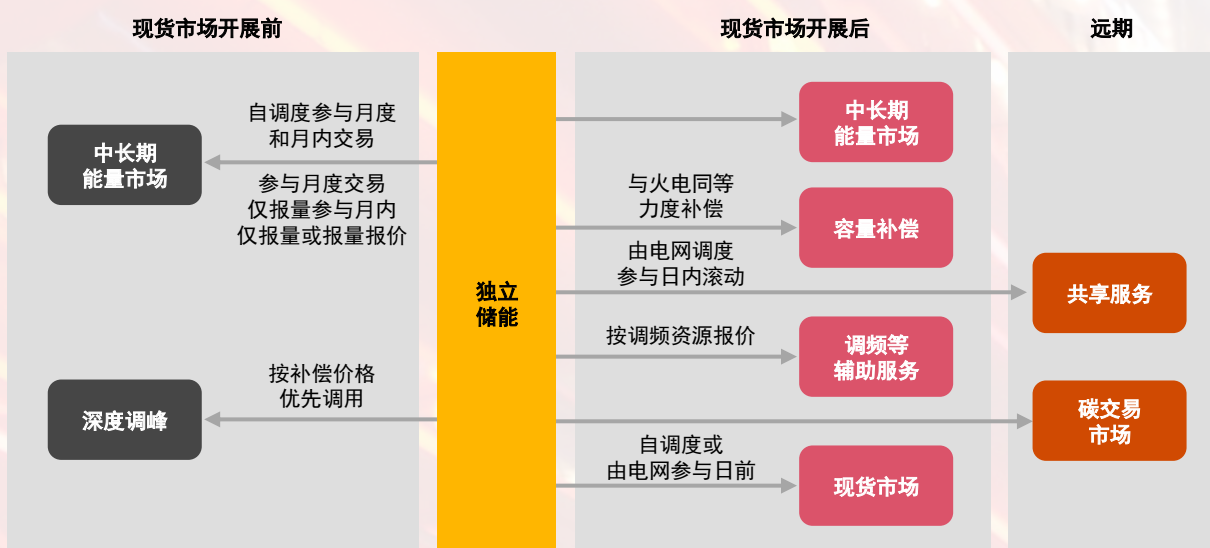 现货市场开展前
现货市场开展后
远期
自调度参与月度
和月内交易
中长期
能量市场
参与月度交易
仅报量参与月内
仅报量或报量报价
按补偿价格
优先调用
深度调峰
独立
储能
中长期
能量市场
与火电同等
力度补偿
容量补偿
由电网调度
参与日内滚动
共享服务
按调频资源报价
调频等
辅助服务
碳交易
市场
自调度或
由电网参与日前
现货市场